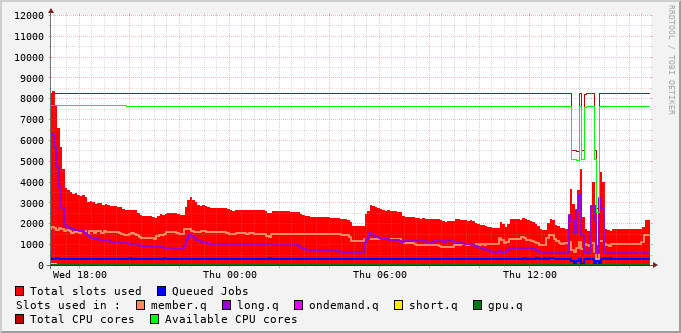 12000
11000
10000
9000
8000
7000
6000
5000
4000
3000
2000
1000
0
Wed 18:00 Thu 00:00 Thu 06:00 Thu 12:00
RRDTOOL / TOBI OETIKER
Total slots used Queued Jobs
Slots used in : member.q long.q ondemand.q short.q gpu.q
Total CPU cores Available CPU cores